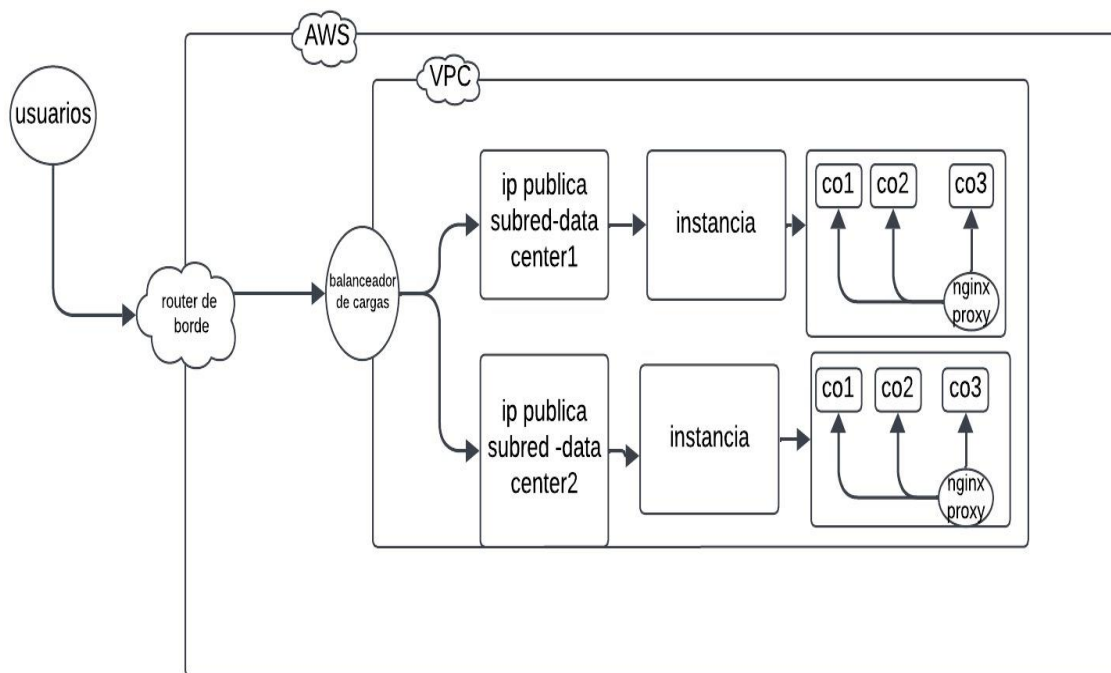 AWS
VPC
usuarios
router de
borde
balanceador
de cargas
ip publica
subred-data
center1
instancia
co1
co2
co3
nginx
proxy
ip publica
subred -data
center2
instancia
co1
co2
co3
nginx
proxy